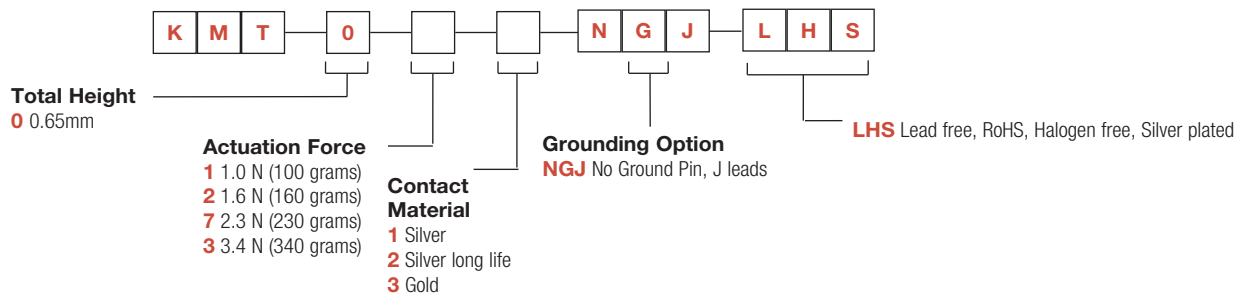 K M T 0 N G J L H S
Total Height
0 0.65mm
Actuation Force
1 1.0 N (100 grams)
2 1.6 N (160 grams)
7 2.3 N (230 grams)
3 3.4 N (340 grams)
Contact
Material
1 Silver
2 Silver long life
3 Gold
Grounding Option
NGJ No Ground Pin, J leads
LHS Lead free, RoHS, Halogen free, Silver plated